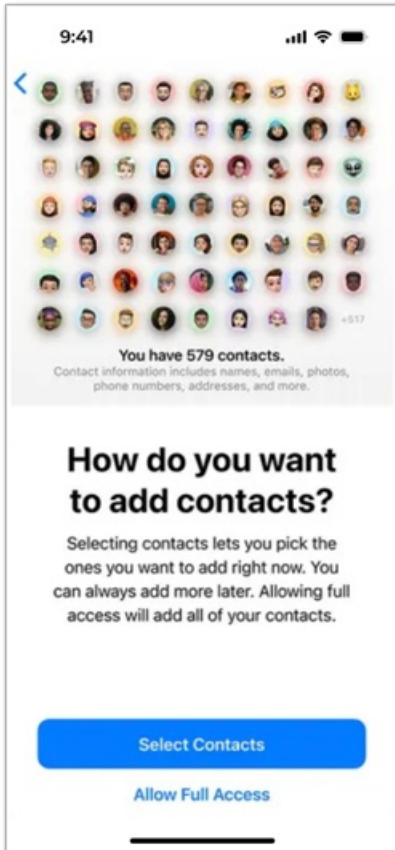 9:41
+517
You have 579 contacts.
Contact information includes names, emails, photos,
phone numbers, addresses, and more.
How do you want
to add contacts?
Selecting contacts lets you pick the
ones you want to add right now. You
can always add more later. Allowing full
access will add all of your contacts.
Select Contacts
Allow Full Access